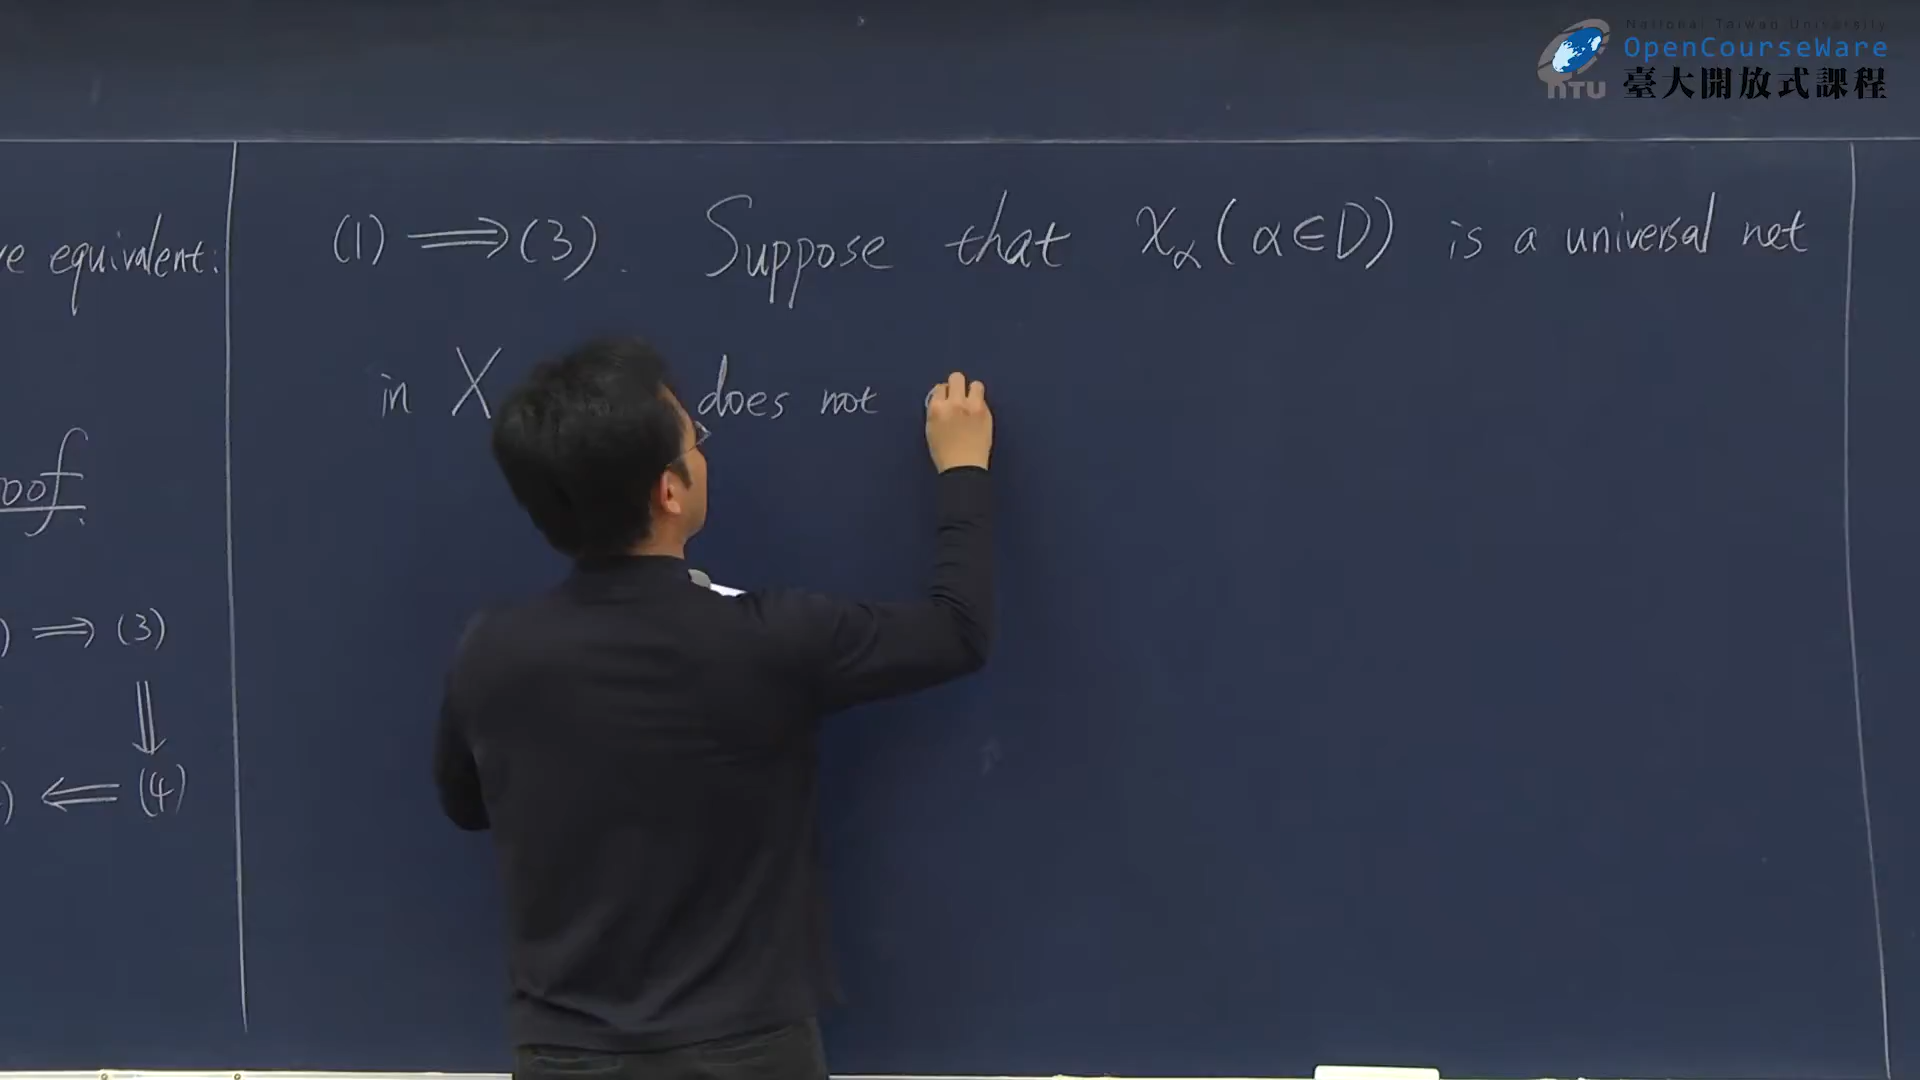 National Taiwan University
OpenCourseWare
臺大開放式課程
NTU
equivalent:
(1) ⟹ (3). Suppose that x_α (α∈D) is a universal net
in X does not
⟹ (3)
⇓
⟸ (4)